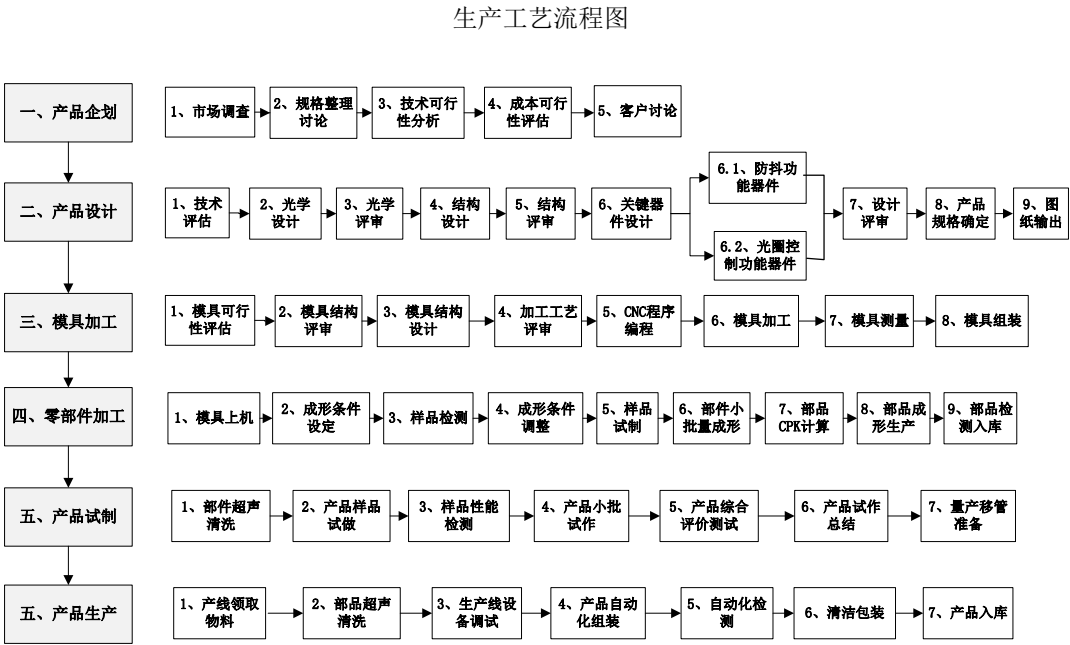 生产工艺流程图
一、产品企划
1、市场调查
2、规格整理
讨论
3、技术可行
性分析
4、成本可行
性评估
5、客户讨论
二、产品设计
1、技术
评估
2、光学
设计
3、光学
评审
4、结构
设计
5、结构
评审
6、关键器
件设计
6.1、防抖功
能器件
6.2、光圈控
制功能器件
7、设计
评审
8、产品
规格确定
9、图
纸输出
三、模具加工
1、模具可行
性评估
2、模具结构
评审
3、模具结构
设计
4、加工工艺
评审
5、CNC程序
编程
6、模具加工
7、模具测量
8、模具组装
四、零部件加工
1、模具上机
2、成形条件
设定
3、样品检测
4、成形条件
调整
5、样品
试制
6、部件小
批量成形
7、部品
CPK计算
8、部品成
形生产
9、部品检
测入库
五、产品试制
1、部件超声
清洗
2、产品样品
试做
3、样品性能
检测
4、产品小批
试作
5、产品综合
评价测试
6、产品试作
总结
7、量产移管
准备
五、产品生产
1、产线领取
物料
2、部品超声
清洗
3、生产线设
备调试
4、产品自动
化组装
5、自动化检
测
6、清洁包装
7、产品入库